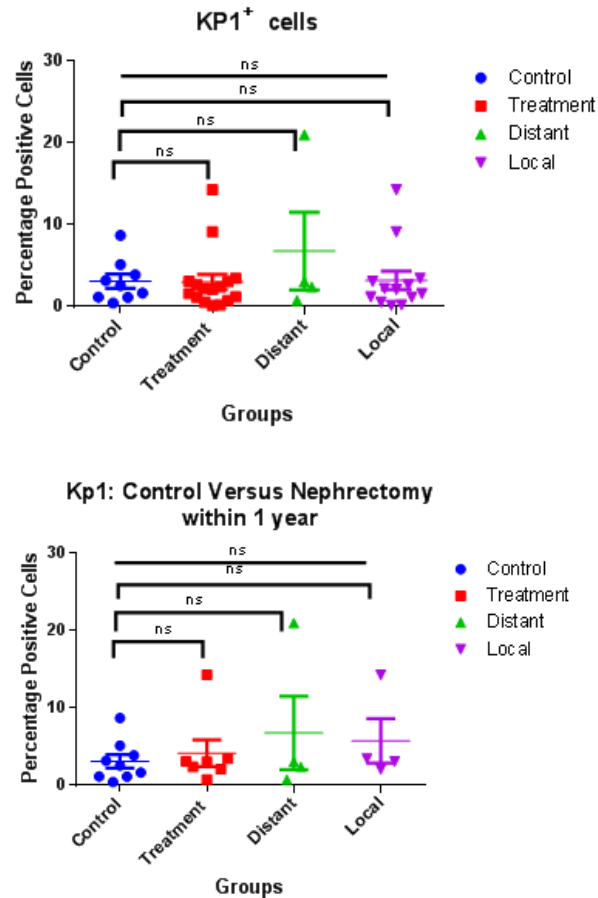 KP1+ cells
30
20
10
0
Percentage Positive Cells
ns
ns
ns
ns
Control
Treatment
Distant
Local
Control
Treatment
Distant
Local
Groups
Kp1: Control Versus Nephrectomy
within 1 year
30
20
10
0
Percentage Positive Cells
ns
ns
ns
ns
Control
Treatment
Distant
Local
Control
Treatment
Distant
Local
Groups